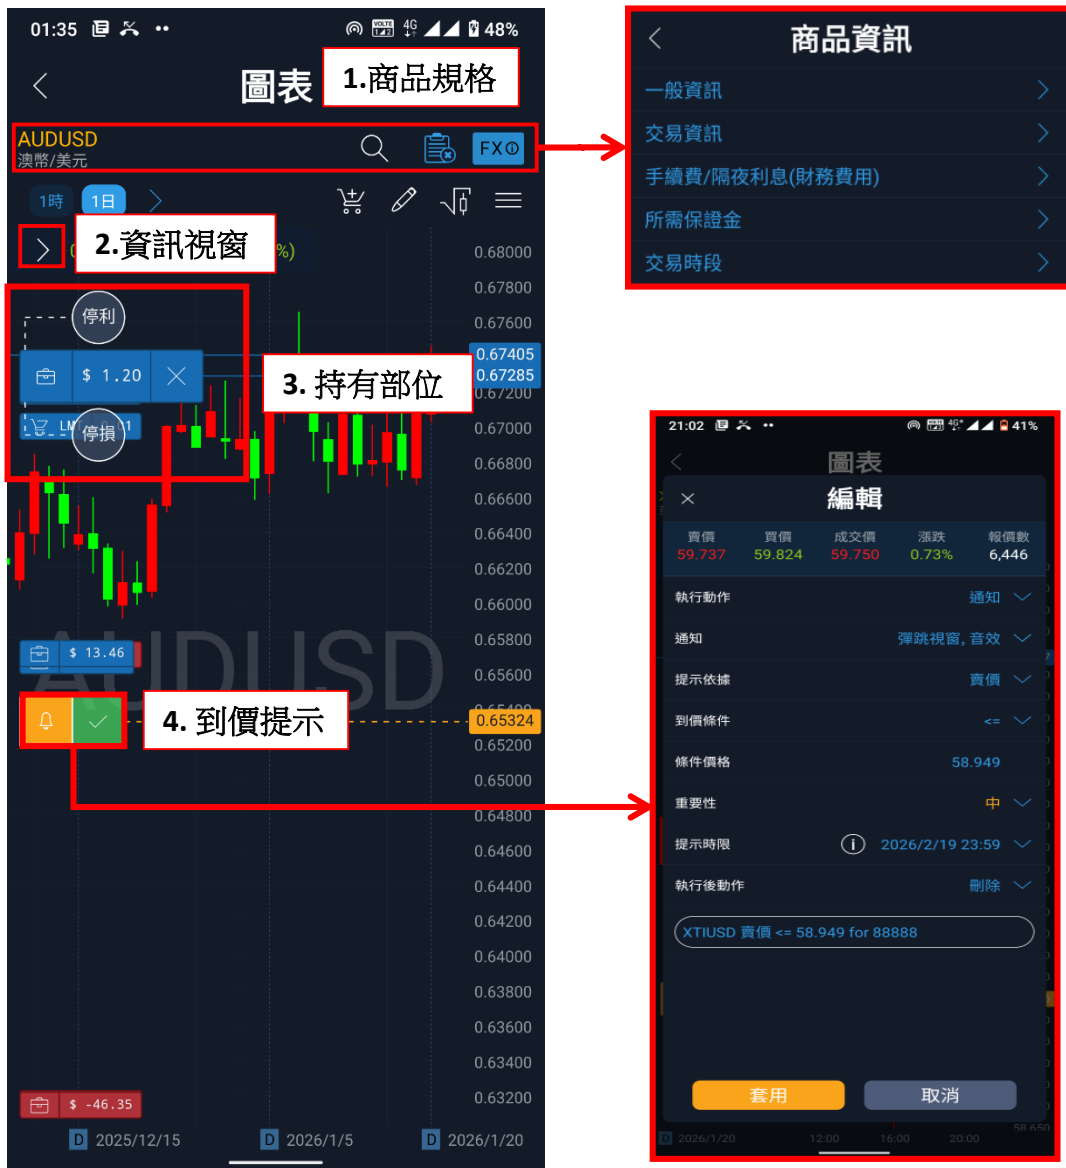 01:35
VOLTE
4G
48%
圖表
1.商品規格
AUDUSD
澳幣/美元
FX
1時
1日
2.資訊視窗
%)
0.68000
0.67800
停利
0.67600
0.67405
$ 1.20
0.67285
3. 持有部位
0.67200
停損
0.67000
0.66800
0.66600
0.66400
0.66200
0.66000
AUDUSD
0.65800
$ 13.46
0.65600
4. 到價提示
0.65324
0.65200
0.65000
0.64800
0.64600
0.64400
0.64200
0.64000
0.63800
0.63600
0.63400
0.63200
$ -46.35
D 2025/12/15
D 2026/1/5
D 2026/1/20
商品資訊
一般資訊
交易資訊
手續費/隔夜利息(財務費用)
所需保證金
交易時段
21:02
4G+
41%
圖表
編輯
賣價 買價 成交價 漲跌 報價數
59.737 59.824 59.750 0.73% 6,446
執行動作 通知
通知 彈跳視窗, 音效
提示依據 賣價
到價條件 <=
條件價格 58.949
重要性 中
提示時限 2026/2/19 23:59
執行後動作 刪除
XTIUSD 賣價 <= 58.949 for 88888
套用 取消
58.650
D 2026/1/20 12:00 16:00 20:00